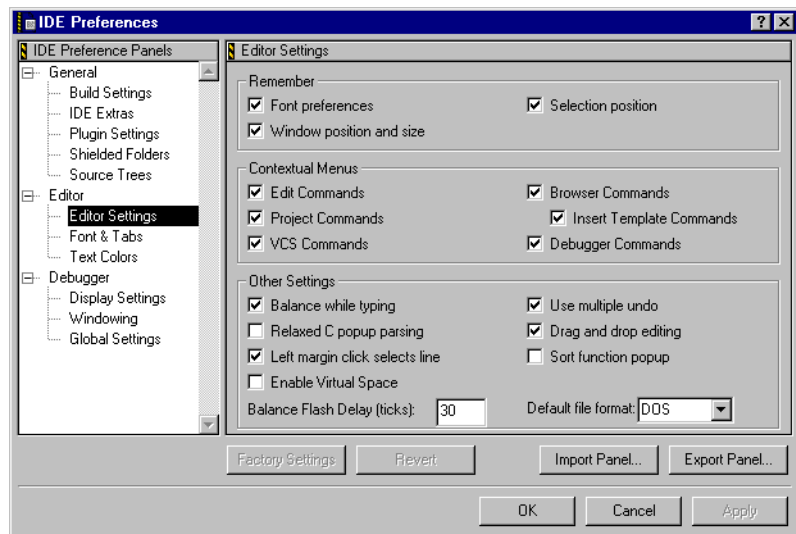 IDE Preferences
IDE Preference Panels
General
Build Settings
IDE Extras
Plugin Settings
Shielded Folders
Source Trees
Editor
Editor Settings
Font & Tabs
Text Colors
Debugger
Display Settings
Windowing
Global Settings
Editor Settings
Remember
Font preferences
Selection position
Window position and size
Contextual Menus
Edit Commands
Browser Commands
Project Commands
Insert Template Commands
VCS Commands
Debugger Commands
Other Settings
Balance while typing
Use multiple undo
Relaxed C popup parsing
Drag and drop editing
Left margin click selects line
Sort function popup
Enable Virtual Space
Balance Flash Delay (ticks): 30
Default file format: DOS
Factory Settings
Revert
Import Panel...
Export Panel...
OK
Cancel
Apply